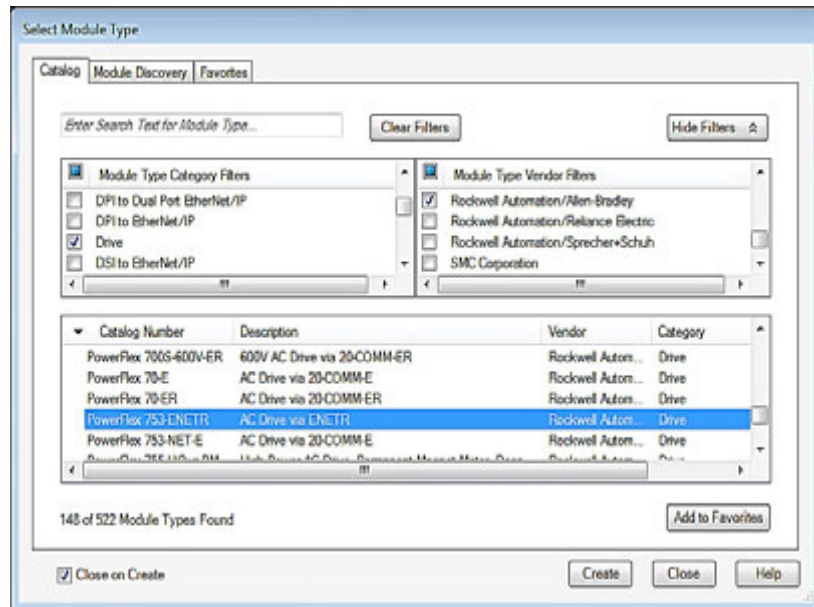 Select Module Type
Catalog Module Discovery Favorites
Enter Search Text for Module Type...
Clear Filters
Hide Filters
Module Type Category Filters
DPI to Dual Port EtherNet/IP
DPI to EtherNet/IP
Drive
DSI to EtherNet/IP
Module Type Vendor Filters
Rockwell Automation/Allen-Bradley
Rockwell Automation/Reliance Electric
Rockwell Automation/Sprecher+Schuh
SMC Corporation
Catalog Number Description Vendor Category
PowerFlex 700S-600V-ER 600V AC Drive via 20-COMM-ER Rockwell Autom... Drive
PowerFlex 70-E AC Drive via 20-COMM-E Rockwell Autom... Drive
PowerFlex 70-ER AC Drive via 20-COMM-ER Rockwell Autom... Drive
PowerFlex 753-ENETR AC Drive via ENETR Rockwell Autom... Drive
PowerFlex 753-NET-E AC Drive via 20-COMM-E Rockwell Autom... Drive
148 of 522 Module Types Found
Add to Favorites
Close on Create
Create
Close
Help